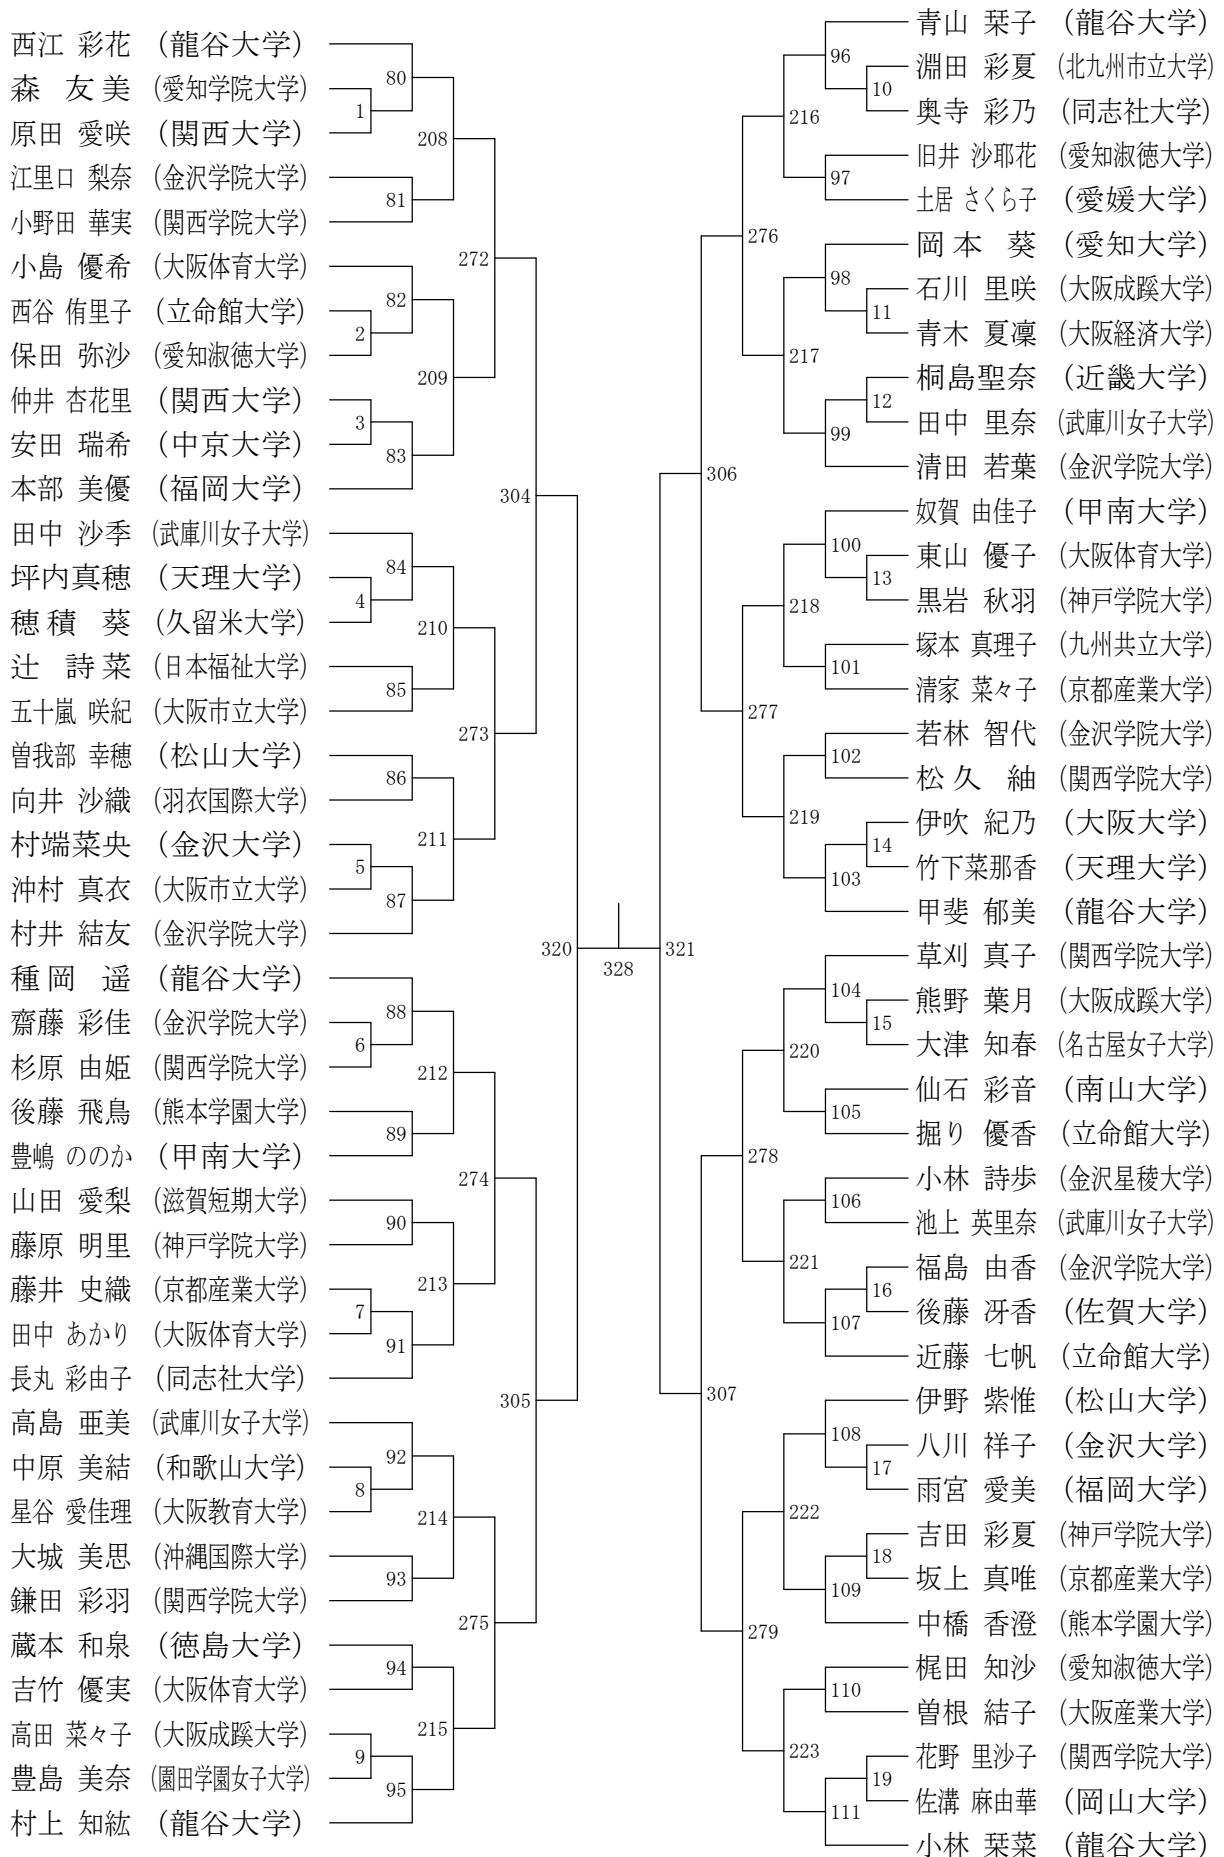 西江 彩花 (龍谷大学)
森 友美 (愛知学院大学)
原田 愛咲 (関西大学)
江里口 梨奈 (金沢学院大学)
小野田 華実 (関西学院大学)
小島 優希 (大阪体育大学)
西谷 侑里子 (立命館大学)
保田 弥沙 (愛知淑徳大学)
仲井 杏花里 (関西大学)
安田 瑞希 (中京大学)
本部 美優 (福岡大学)
田中 沙季 (武庫川女子大学)
坪内真穂 (天理大学)
穂積 葵 (久留米大学)
辻 詩菜 (日本福祉大学)
五十嵐 咲紀 (大阪市立大学)
曽我部 幸穂 (松山大学)
向井 沙織 (羽衣国際大学)
村端菜央 (金沢大学)
沖村 真衣 (大阪市立大学)
村井 結友 (金沢学院大学)
種岡 遥 (龍谷大学)
齋藤 彩佳 (金沢学院大学)
杉原 由姫 (関西学院大学)
後藤 飛鳥 (熊本学園大学)
豊嶋 ののか (甲南大学)
山田 愛梨 (滋賀短期大学)
藤原 明里 (神戸学院大学)
藤井 史織 (京都産業大学)
田中 あかり (大阪体育大学)
長丸 彩由子 (同志社大学)
高島 亜美 (武庫川女子大学)
中原 美結 (和歌山大学)
星谷 愛佳理 (大阪教育大学)
大城 美思 (沖縄国際大学)
鎌田 彩羽 (関西学院大学)
蔵本 和泉 (徳島大学)
吉竹 優実 (大阪体育大学)
高田 菜々子 (大阪成蹊大学)
豊島 美奈 (園田学園女子大学)
村上 知紘 (龍谷大学)
80
1
81
82
2
3
83
84
4
85
86
5
87
88
6
89
90
7
91
92
8
93
94
9
95
208
209
210
211
212
213
214
215
272
273
274
275
304
305
320
328
321
306
307
276
277
278
279
216
217
218
219
220
221
222
223
96
10
97
98
11
12
99
100
13
101
102
14
103
104
15
105
106
16
107
108
17
18
109
110
19
111
青山 栞子 (龍谷大学)
淵田 彩夏 (北九州市立大学)
奥寺 彩乃 (同志社大学)
旧井 沙耶花 (愛知淑徳大学)
土居 さくら子 (愛媛大学)
岡本 葵 (愛知大学)
石川 里咲 (大阪成蹊大学)
青木 夏凜 (大阪経済大学)
桐島聖奈 (近畿大学)
田中 里奈 (武庫川女子大学)
清田 若葉 (金沢学院大学)
奴賀 由佳子 (甲南大学)
東山 優子 (大阪体育大学)
黒岩 秋羽 (神戸学院大学)
塚本 真理子 (九州共立大学)
清家 菜々子 (京都産業大学)
若林 智代 (金沢学院大学)
松久 紬 (関西学院大学)
伊吹 紀乃 (大阪大学)
竹下菜那香 (天理大学)
甲斐 郁美 (龍谷大学)
草刈 真子 (関西学院大学)
熊野 葉月 (大阪成蹊大学)
大津 知春 (名古屋女子大学)
仙石 彩音 (南山大学)
掘り 優香 (立命館大学)
小林 詩歩 (金沢星稜大学)
池上 英里奈 (武庫川女子大学)
福島 由香 (金沢学院大学)
後藤 冴香 (佐賀大学)
近藤 七帆 (立命館大学)
伊野 紫惟 (松山大学)
八川 祥子 (金沢大学)
雨宮 愛美 (福岡大学)
吉田 彩夏 (神戸学院大学)
坂上 真唯 (京都産業大学)
中橋 香澄 (熊本学園大学)
梶田 知沙 (愛知淑徳大学)
曽根 結子 (大阪産業大学)
花野 里沙子 (関西学院大学)
佐溝 麻由華 (岡山大学)
小林 栞菜 (龍谷大学)